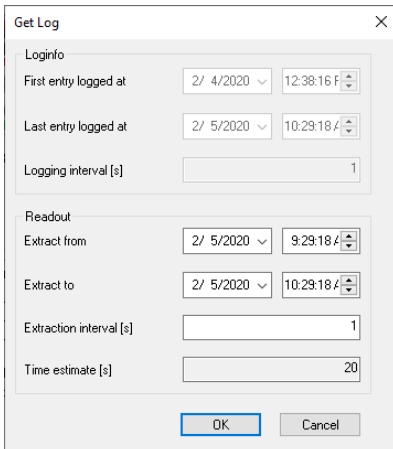 Get Log
Loginfo
First entry logged at 2/ 4/2020 12:38:16 F
Last entry logged at 2/ 5/2020 10:29:18 A
Logging interval [s] 1
Readout
Extract from 2/ 5/2020 9:29:18 A
Extract to 2/ 5/2020 10:29:18 A
Extraction interval [s] 1
Time estimate [s] 20
OK Cancel